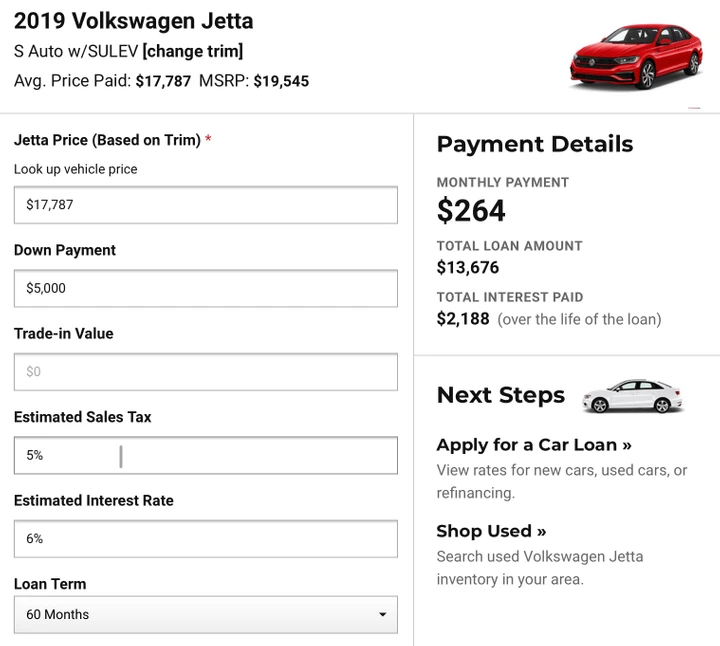 2019 Volkswagen Jetta
S Auto w/SULEV [change trim]
Avg. Price Paid: $17,787 MSRP: $19,545
Jetta Price (Based on Trim) *
Look up vehicle price
$17,787
Down Payment
$5,000
Trade-in Value
$0
Estimated Sales Tax
5%
Estimated Interest Rate
6%
Loan Term
60 Months
Payment Details
MONTHLY PAYMENT
$264
TOTAL LOAN AMOUNT
$13,676
TOTAL INTEREST PAID
$2,188 (over the life of the loan)
Next Steps
Apply for a Car Loan »
View rates for new cars, used cars, or
refinancing.
Shop Used »
Search used Volkswagen Jetta
inventory in your area.